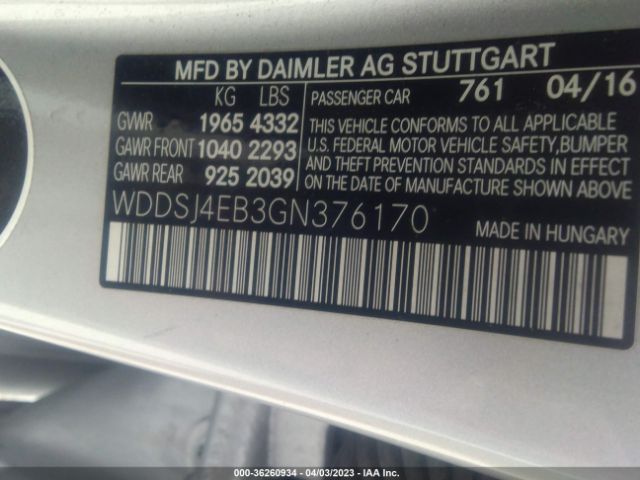 MFD BY DAIMLER AG STUTTGART
KG LBS
GVWR 1965 4332
GAWR FRONT 1040 2293
GAWR REAR 925 2039
PASSENGER CAR 761 04/16
THIS VEHICLE CONFORMS TO ALL APPLICABLE
U.S. FEDERAL MOTOR VEHICLE SAFETY, BUMPER
AND THEFT PREVENTION STANDARDS IN EFFECT
ON THE DATE OF MANUFACTURE SHOWN ABOVE
WDDSJ4EB3GN376170
MADE IN HUNGARY
000-36260934 - 04/03/2023 - IAA Inc.